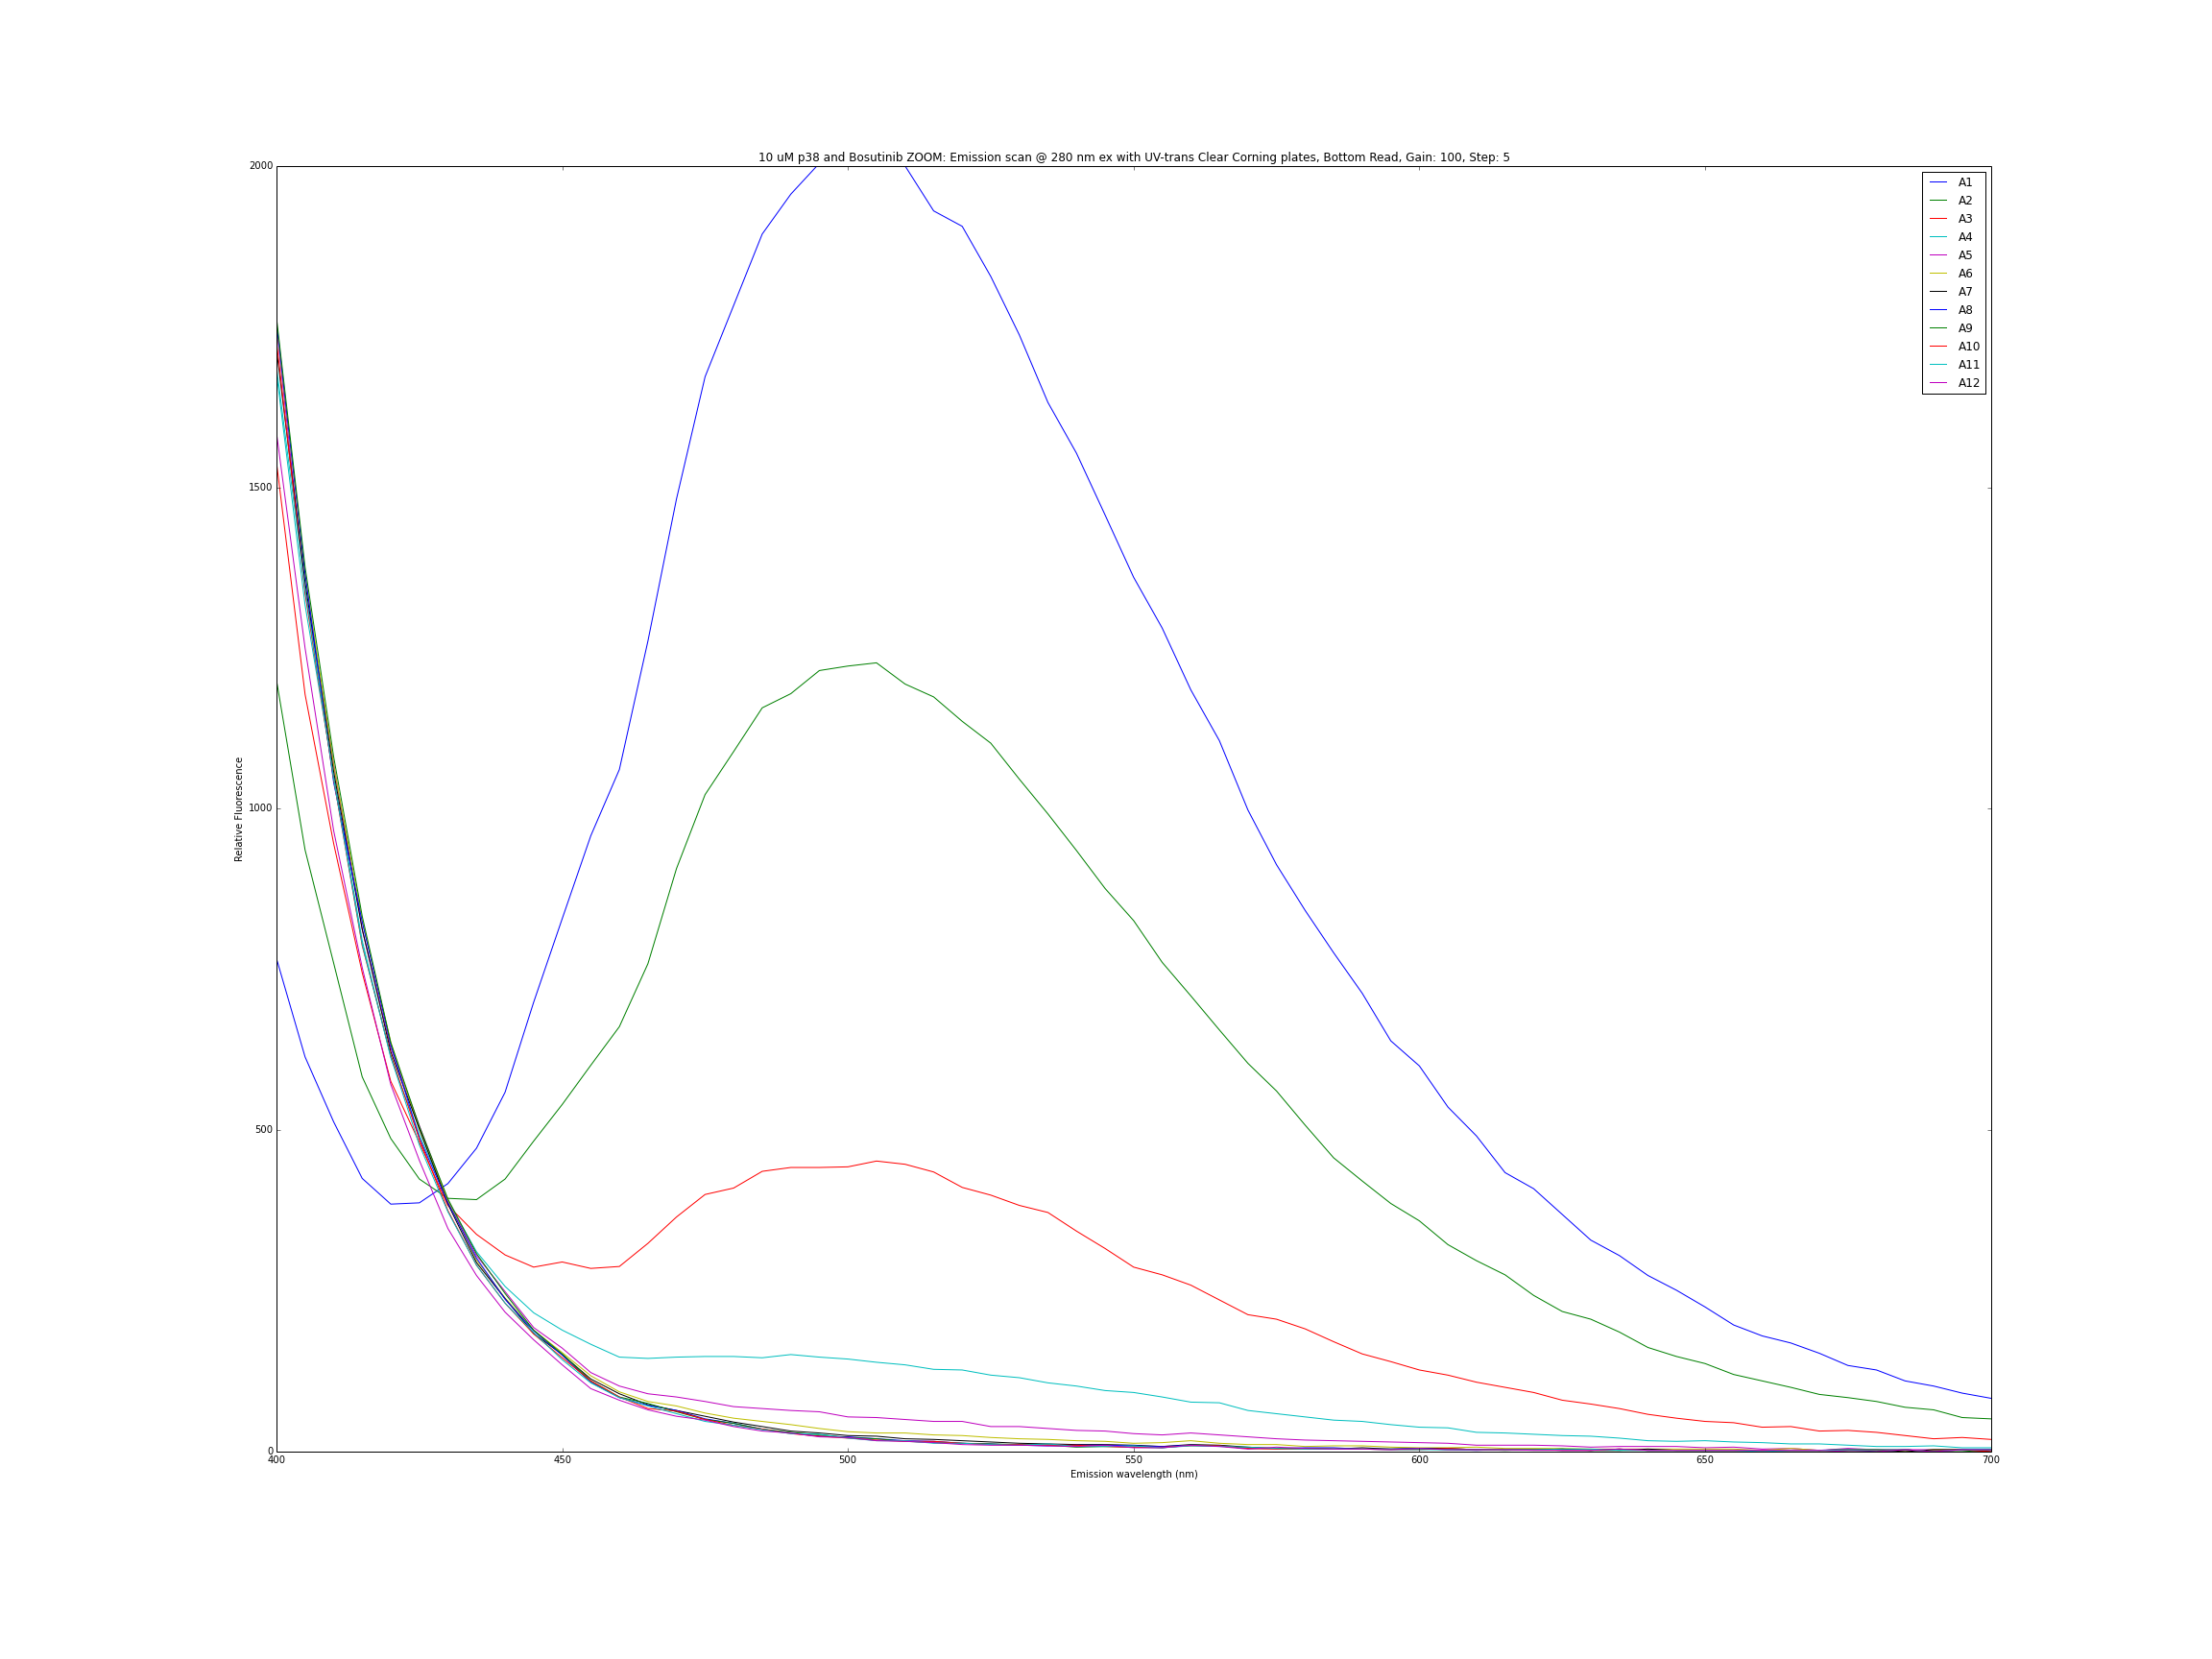 10 uM p38 and Bosutinib ZOOM: Emission scan @ 280 nm ex with UV-trans Clear Corning plates, Bottom Read, Gain: 100, Step: 5
2000
1500
1000
500
0
Relative Fluorescence
A1
A2
A3
A4
A5
A6
A7
A8
A9
A10
A11
A12
400
450
500
550
600
650
700
Emission wavelength (nm)